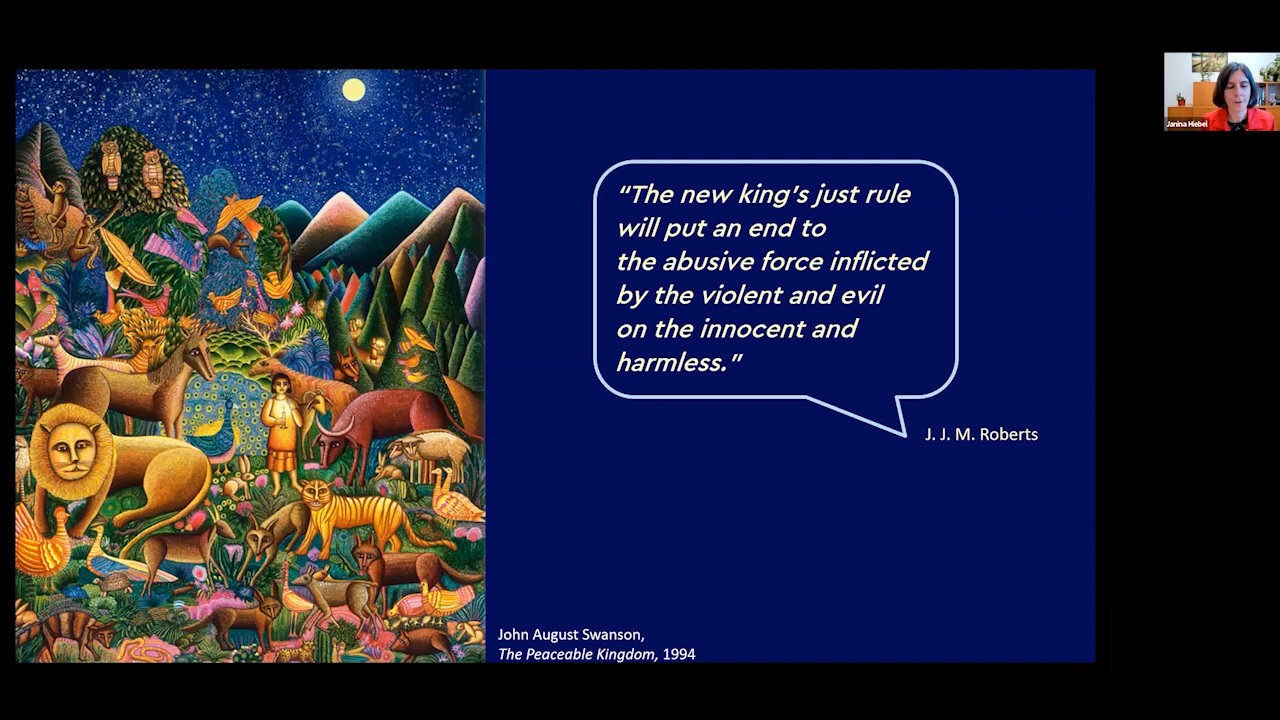 Janina Hiebel
“The new king’s just rule
will put an end to
the abusive force inflicted
by the violent and evil
on the innocent and
harmless.”
J. J. M. Roberts
John August Swanson,
The Peaceable Kingdom, 1994